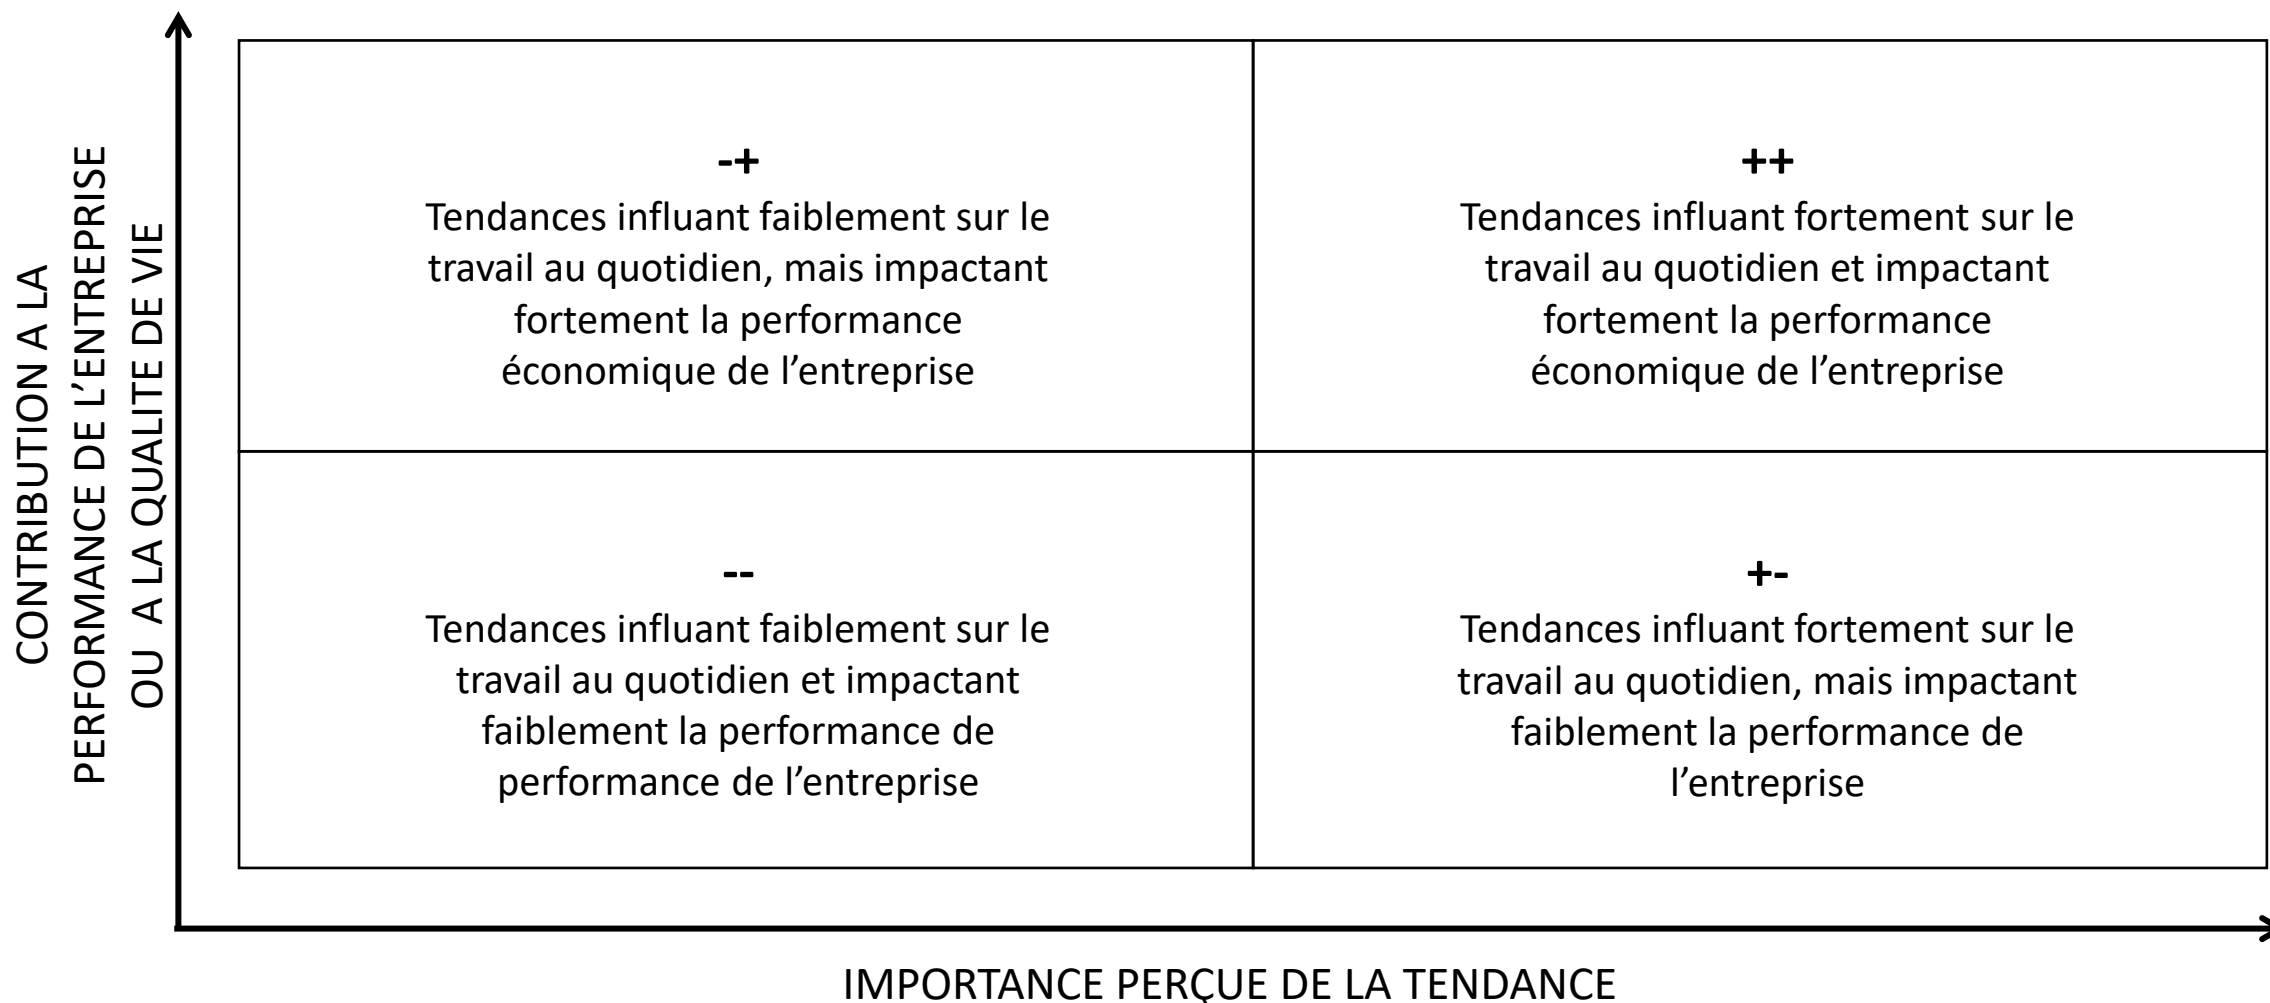 CONTRIBUTION A LA
PERFORMANCE DE L’ENTREPRISE
OU A LA QUALITE DE VIE
-+
Tendances influant faiblement sur le
travail au quotidien, mais impactant
fortement la performance
économique de l’entreprise
++
Tendances influant fortement sur le
travail au quotidien et impactant
fortement la performance
économique de l’entreprise
--
Tendances influant faiblement sur le
travail au quotidien et impactant
faiblement la performance de
performance de l’entreprise
+-
Tendances influant fortement sur le
travail au quotidien, mais impactant
faiblement la performance de
l’entreprise
IMPORTANCE PERÇUE DE LA TENDANCE